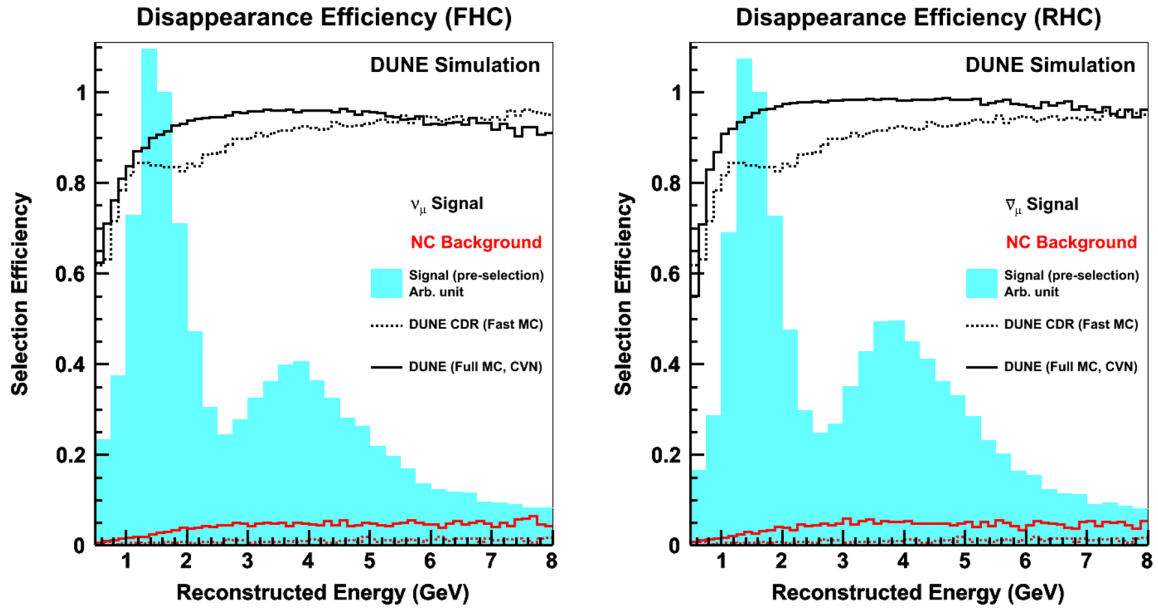 Disappearance Efficiency (FHC)
DUNE Simulation
Selection Efficiency
1
0.8
0.6
0.4
0.2
0
νμ Signal
NC Background
Signal (pre-selection)
Arb. unit
DUNE CDR (Fast MC)
DUNE (Full MC, CVN)
1 2 3 4 5 6 7 8
Reconstructed Energy (GeV)
Disappearance Efficiency (RHC)
DUNE Simulation
Selection Efficiency
1
0.8
0.6
0.4
0.2
0
ν̅μ Signal
NC Background
Signal (pre-selection)
Arb. unit
DUNE CDR (Fast MC)
DUNE (Full MC, CVN)
1 2 3 4 5 6 7 8
Reconstructed Energy (GeV)